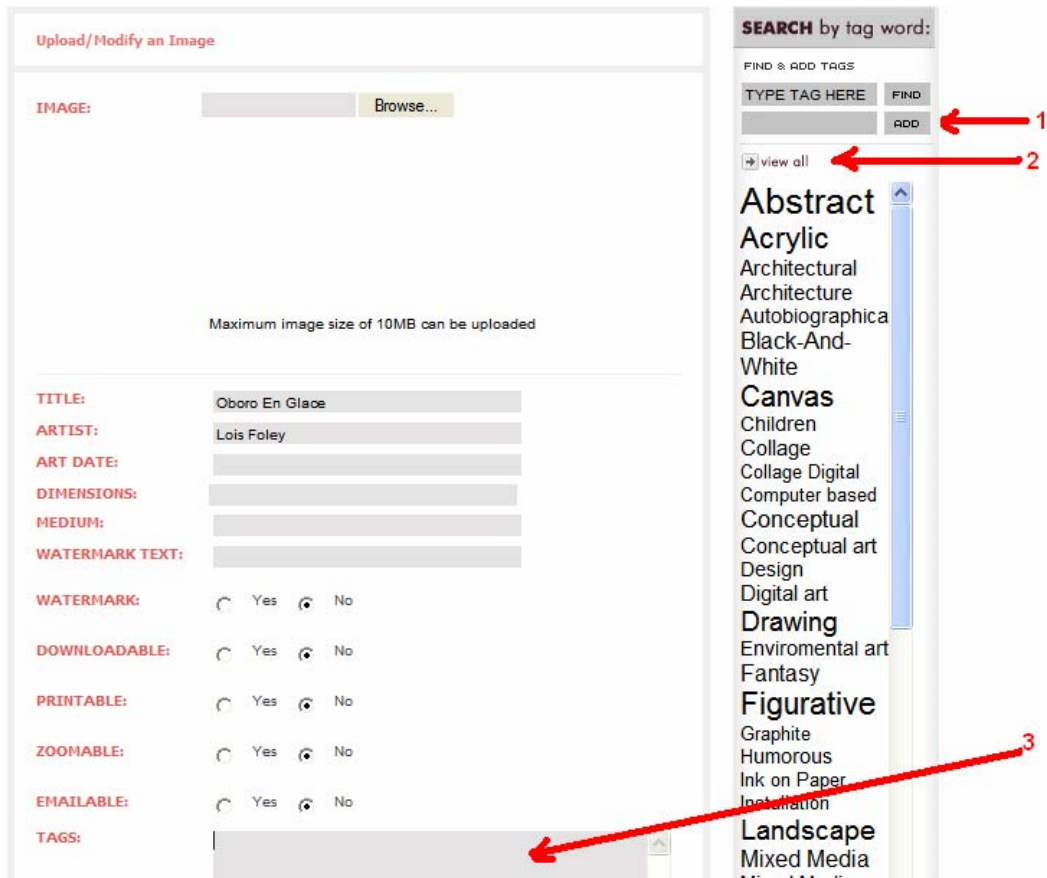 Upload/Modify an Image
IMAGE:
Browse...
Maximum image size of 10MB can be uploaded
TITLE: Oboro En Glace
ARTIST: Lois Foley
ART DATE:
DIMENSIONS:
MEDIUM:
WATERMARK TEXT:
WATERMARK: Yes No
DOWNLOADABLE: Yes No
PRINTABLE: Yes No
ZOOMABLE: Yes No
EMAILABLE: Yes No
TAGS:
SEARCH by tag word:
FIND & ADD TAGS
TYPE TAG HERE FIND
ADD 1
view all 2
Abstract
Acrylic
Architectural
Architecture
Autobiographica
Black-And-
White
Canvas
Children
Collage
Collage Digital
Computer based
Conceptual
Conceptual art
Design
Digital art
Drawing
Enviromental art
Fantasy
Figurative
Graphite
Humorous
3
Ink on Paper
Installation
Landscape
Mixed Media